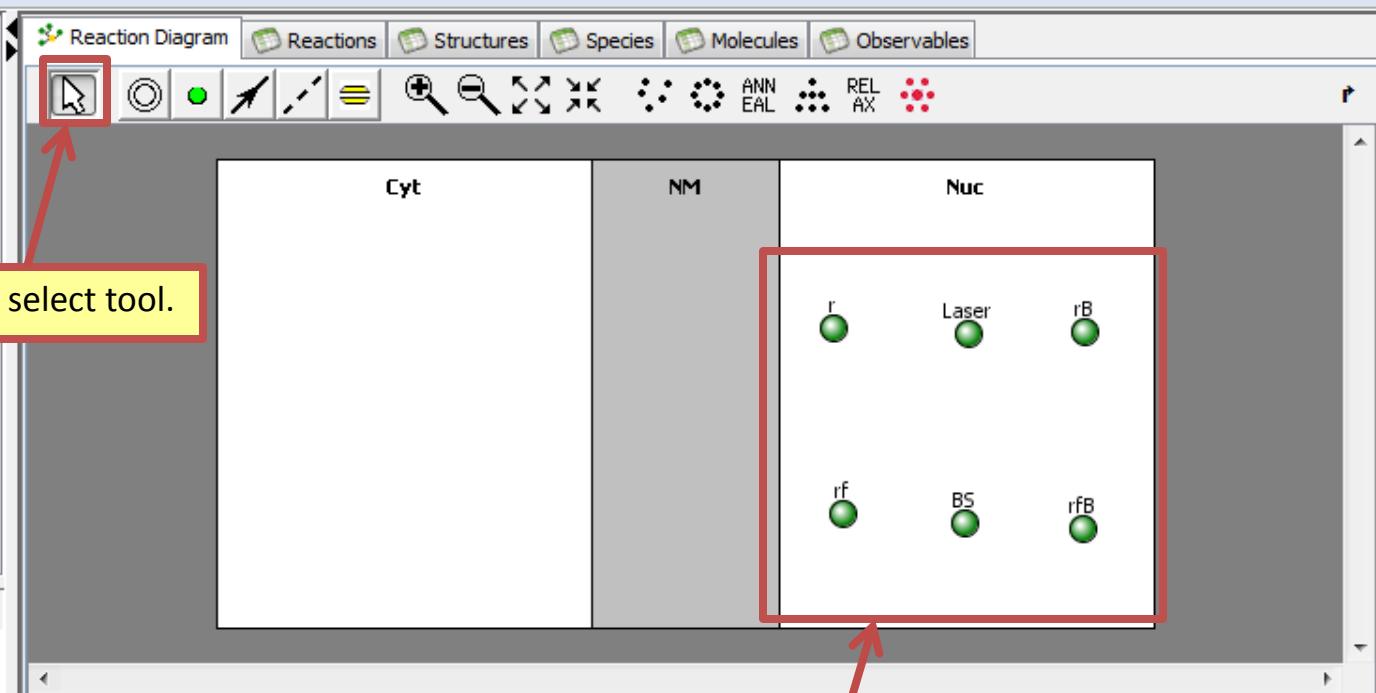 Reaction Diagram Reactions Structures Species Molecules Observables
ANN
EAL
REL
AX
Cyt NM Nuc
select tool.
r Laser rB
rf BS rfB